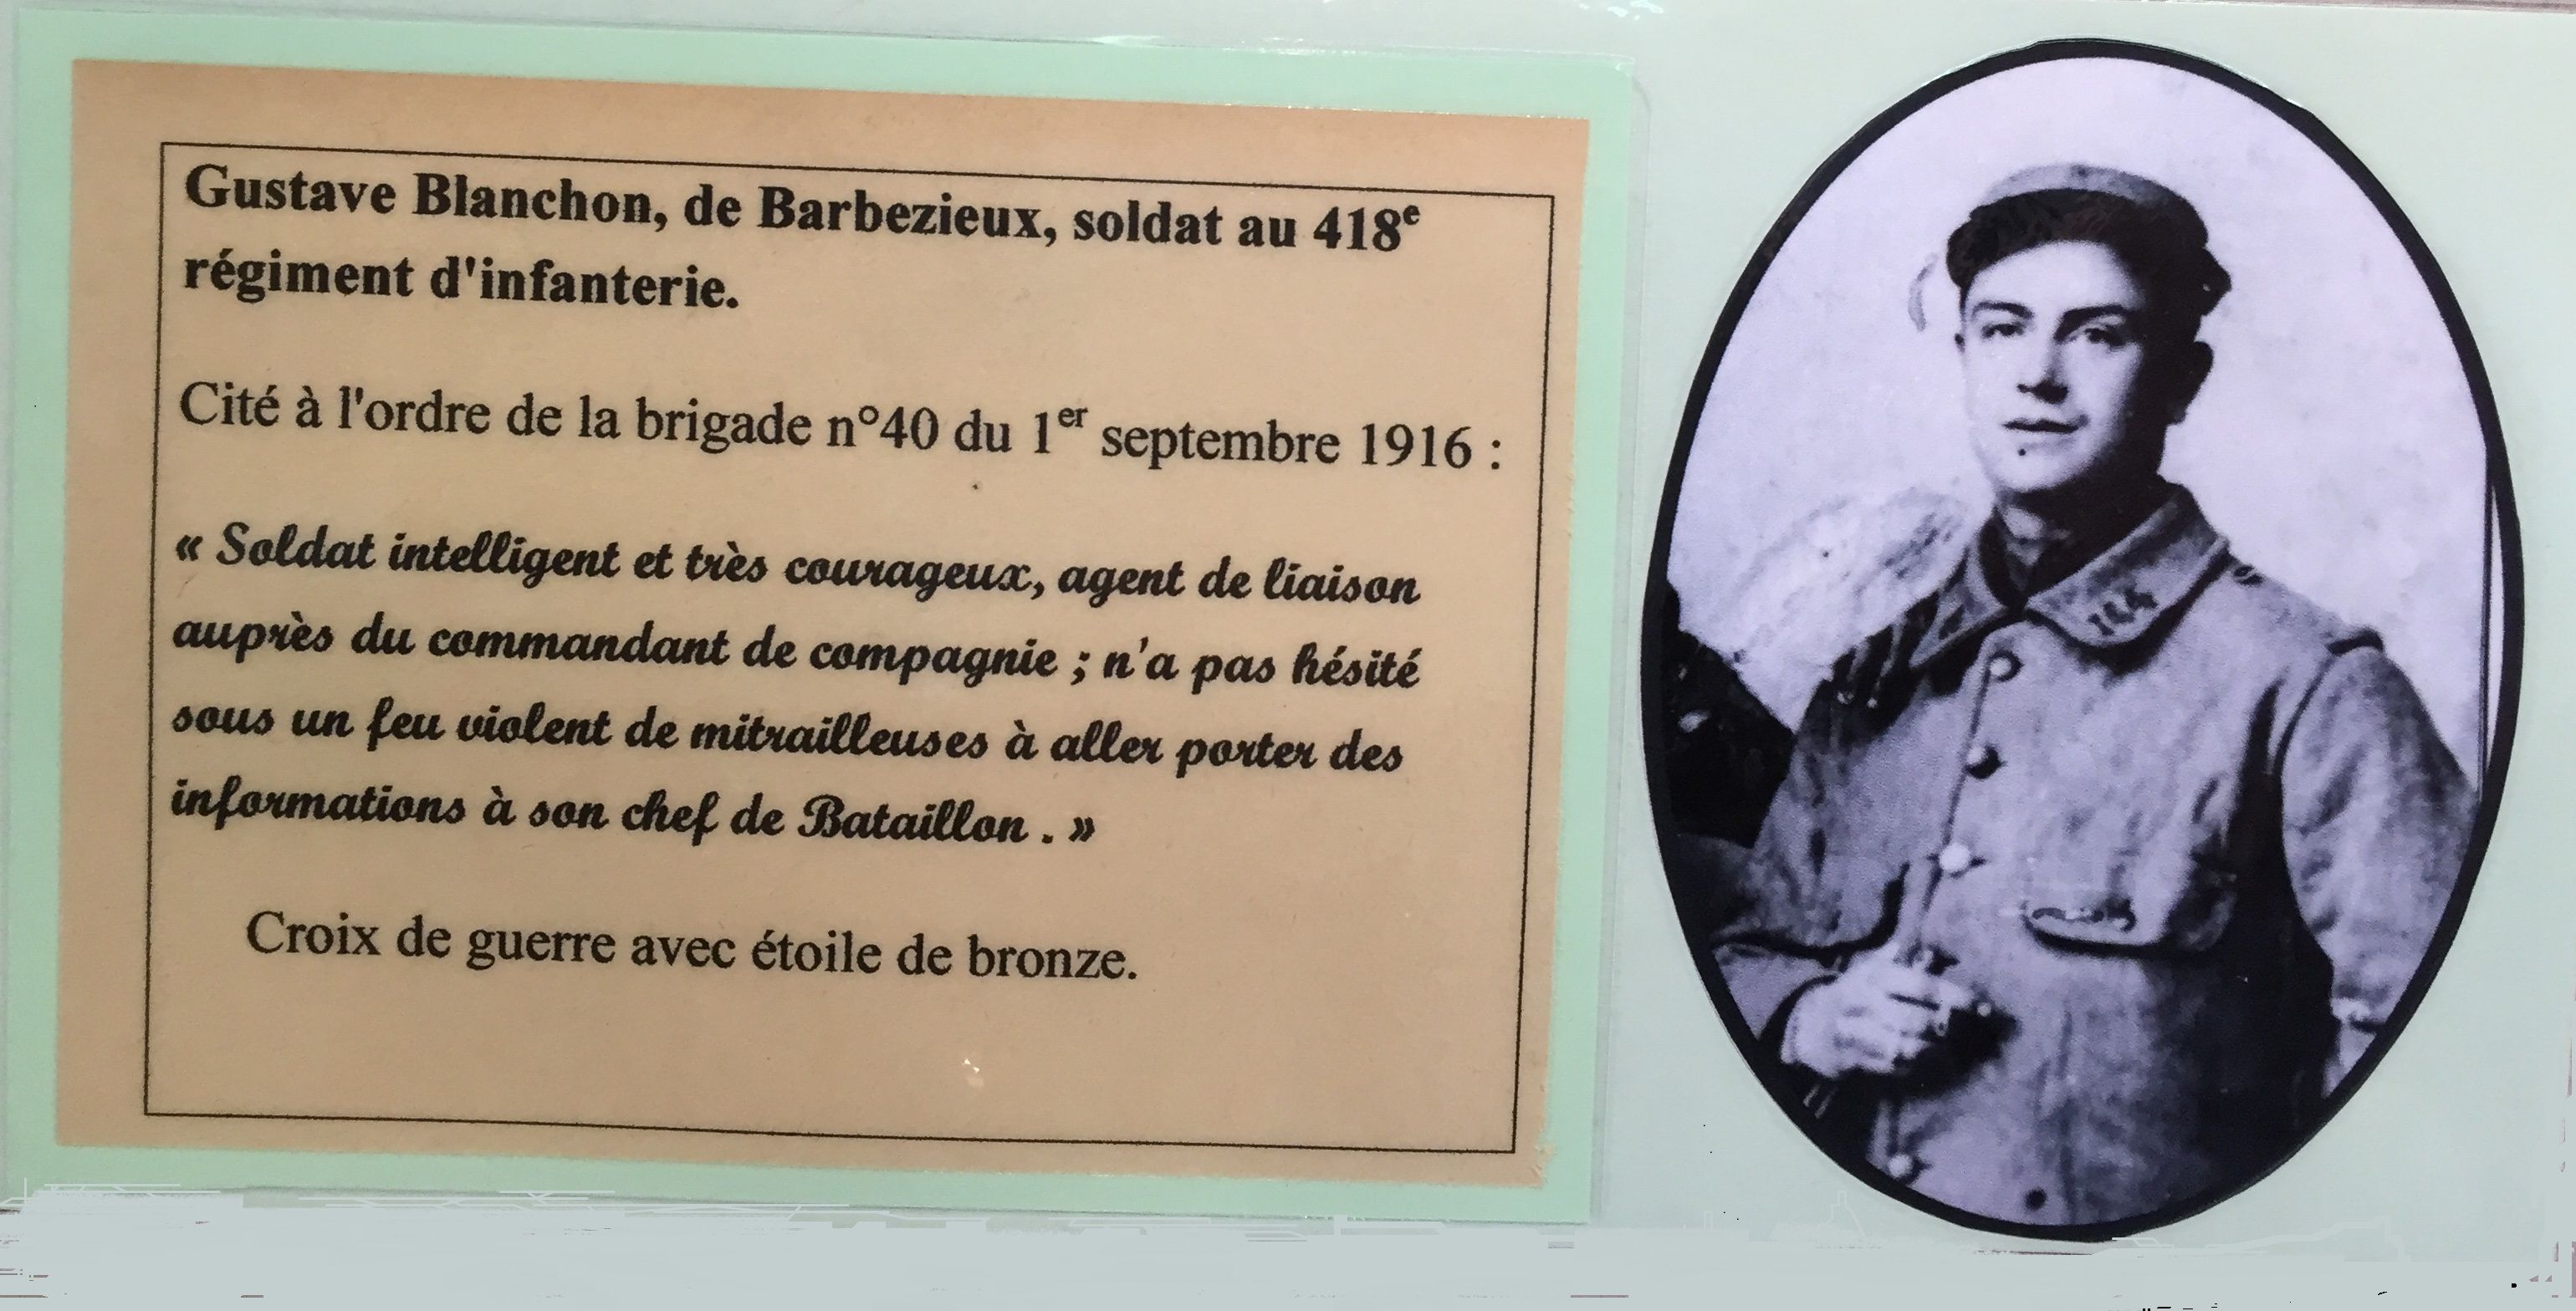 Gustave Blanchon, de Barbezieux, soldat au 418e
régiment d'infanterie.
Cité à l'ordre de la brigade n°40 du 1er septembre 1916 :
« Soldat intelligent et très courageux, agent de liaison
auprès du commandant de compagnie ; n'a pas hésité
sous un feu violent de mitrailleuses à aller porter des
informations à son chef de Bataillon . »
Croix de guerre avec étoile de bronze.